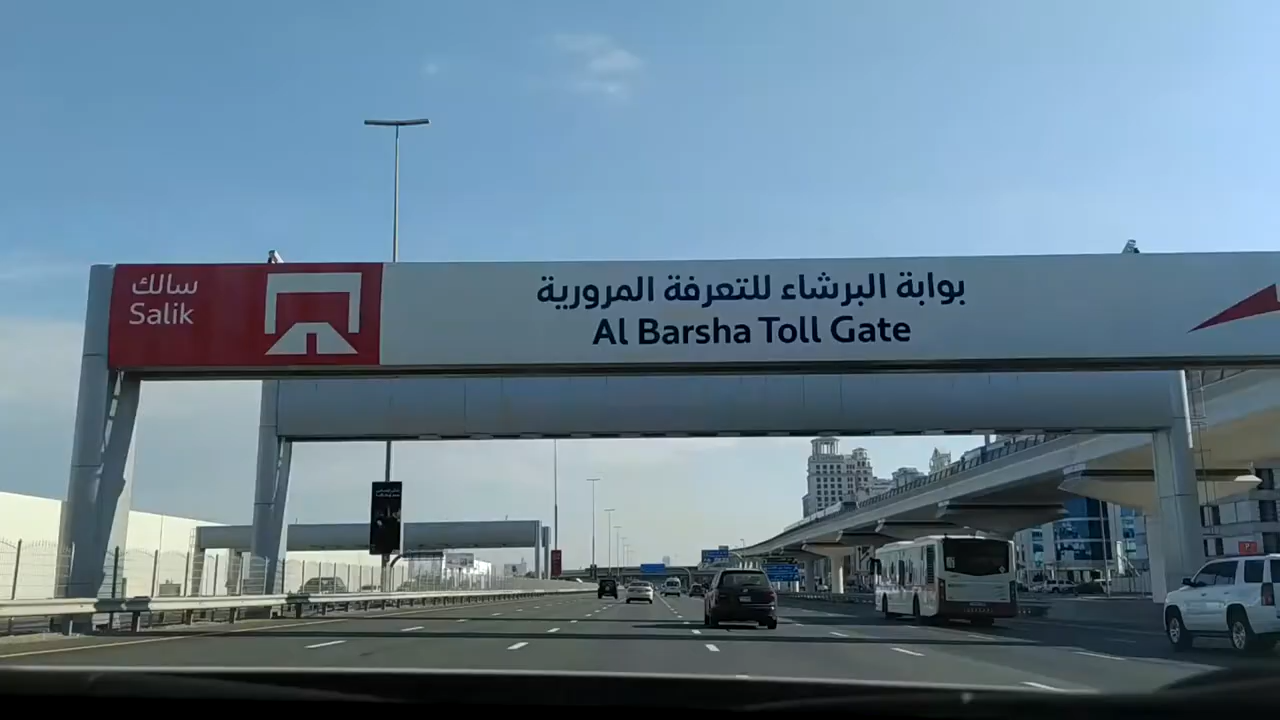 سالك
Salik
بوابة البرشاء للتعرفة المرورية
Al Barsha Toll Gate